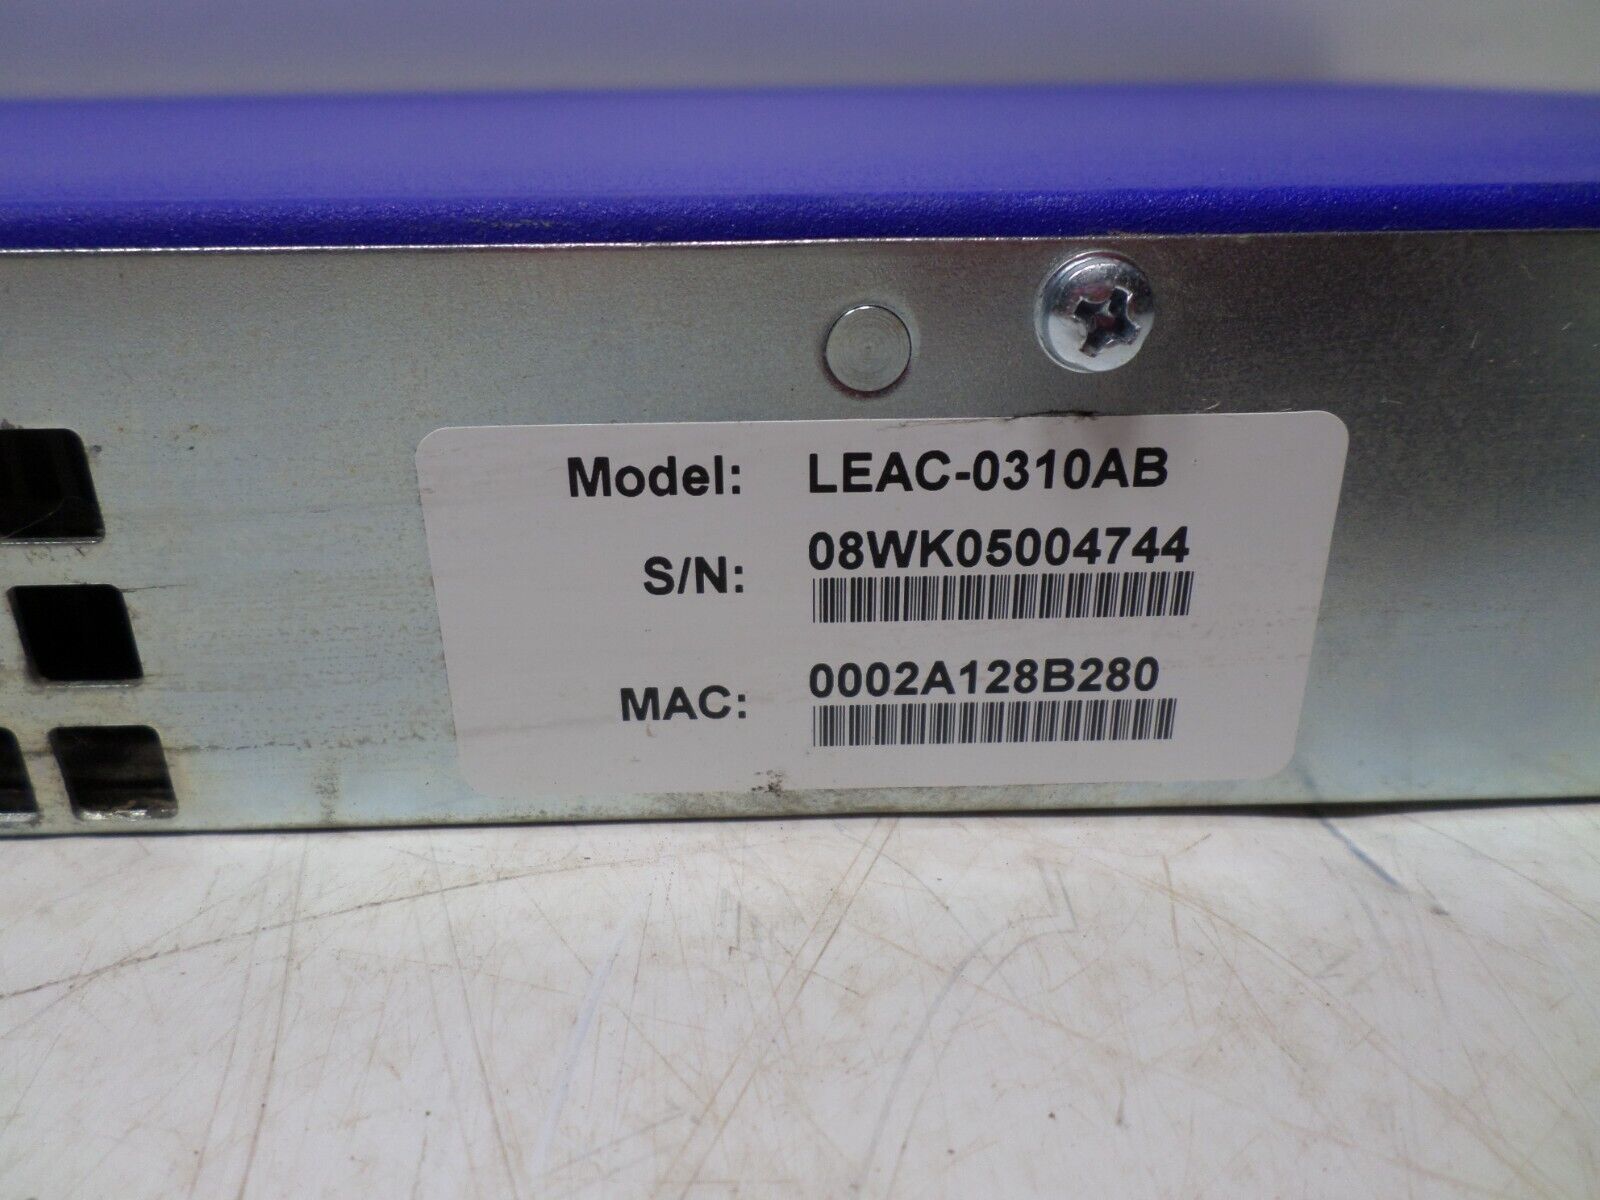 Model: LEAC-0310AB
S/N: 08WK05004744
MAC: 0002A128B280